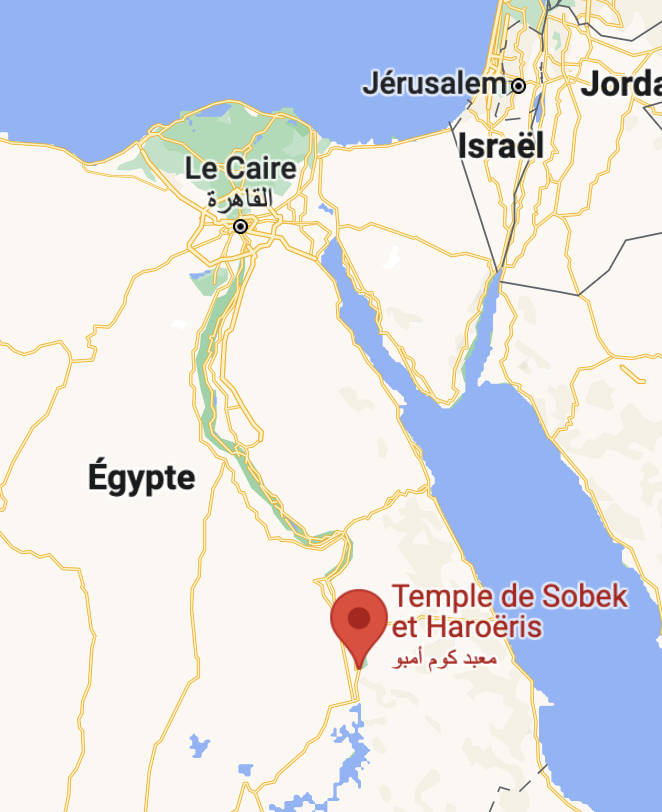 Jérusalem
Jorda
Israël
Le Caire
القاهرة
Égypte
Temple de Sobek
et Haroëris
معبد كوم أمبو